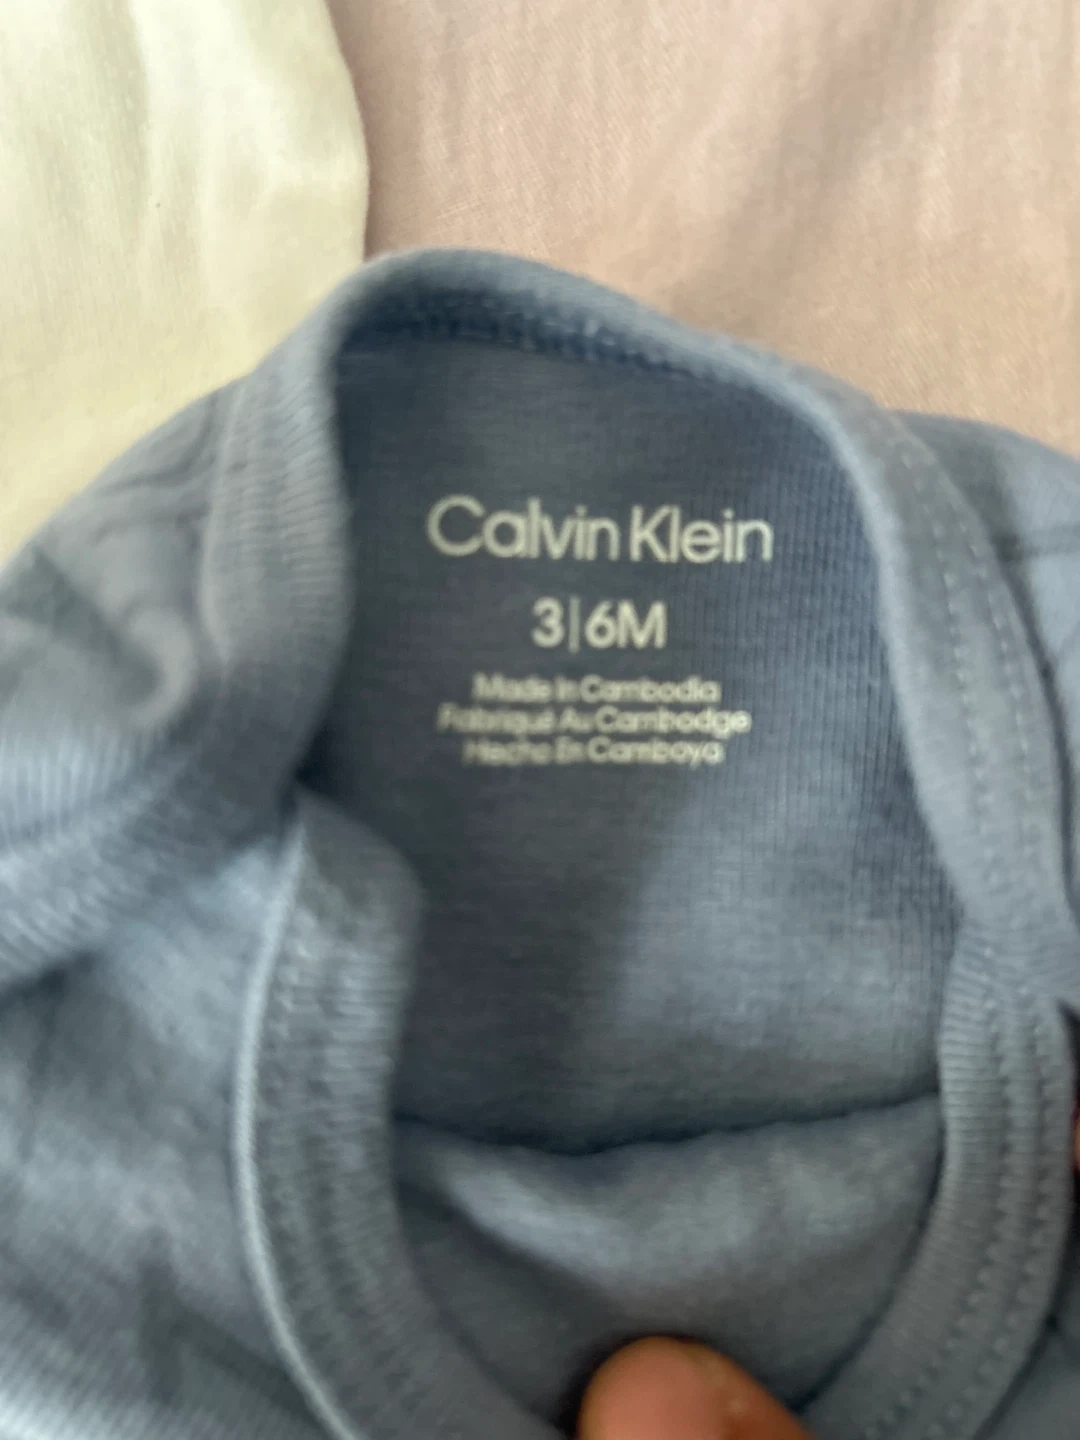 Calvin Klein
3|6M
Made In Cambodia
Fabriqué Au Cambodge
Hecho En Camboya